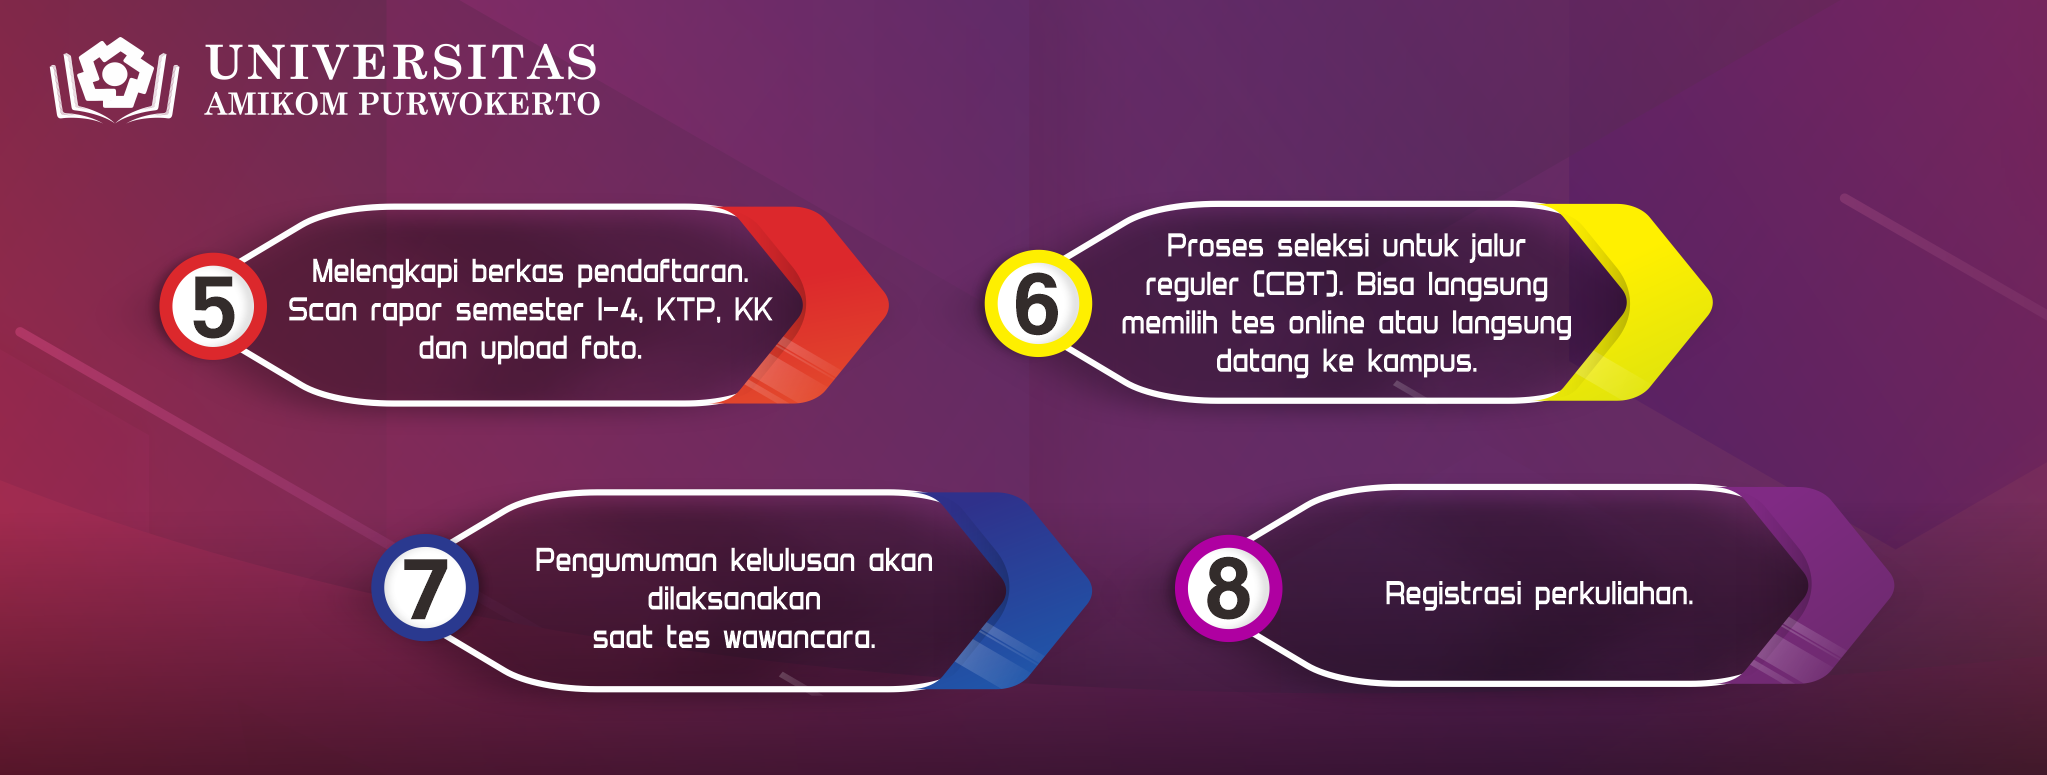 UNIVERSITAS
AMIKOM PURWOKERTO
5
Melengkapi berkas pendaftaran.
Scan rapor semester 1-4, KTP, KK
dan upload foto.
6
Proses seleksi untuk jalur
reguler (CBT). Bisa langsung
memilih tes online atau langsung
datang ke kampus.
7
Pengumuman kelulusan akan
dilaksanakan
saat tes wawancara.
8
Registrasi perkuliahan.